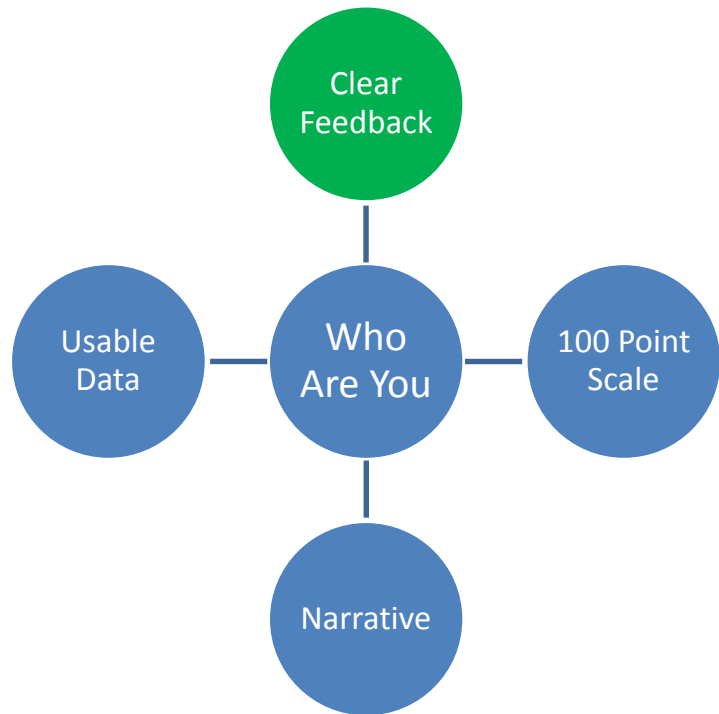 Clear
Feedback
Usable
Data
Who
Are You
100 Point
Scale
Narrative